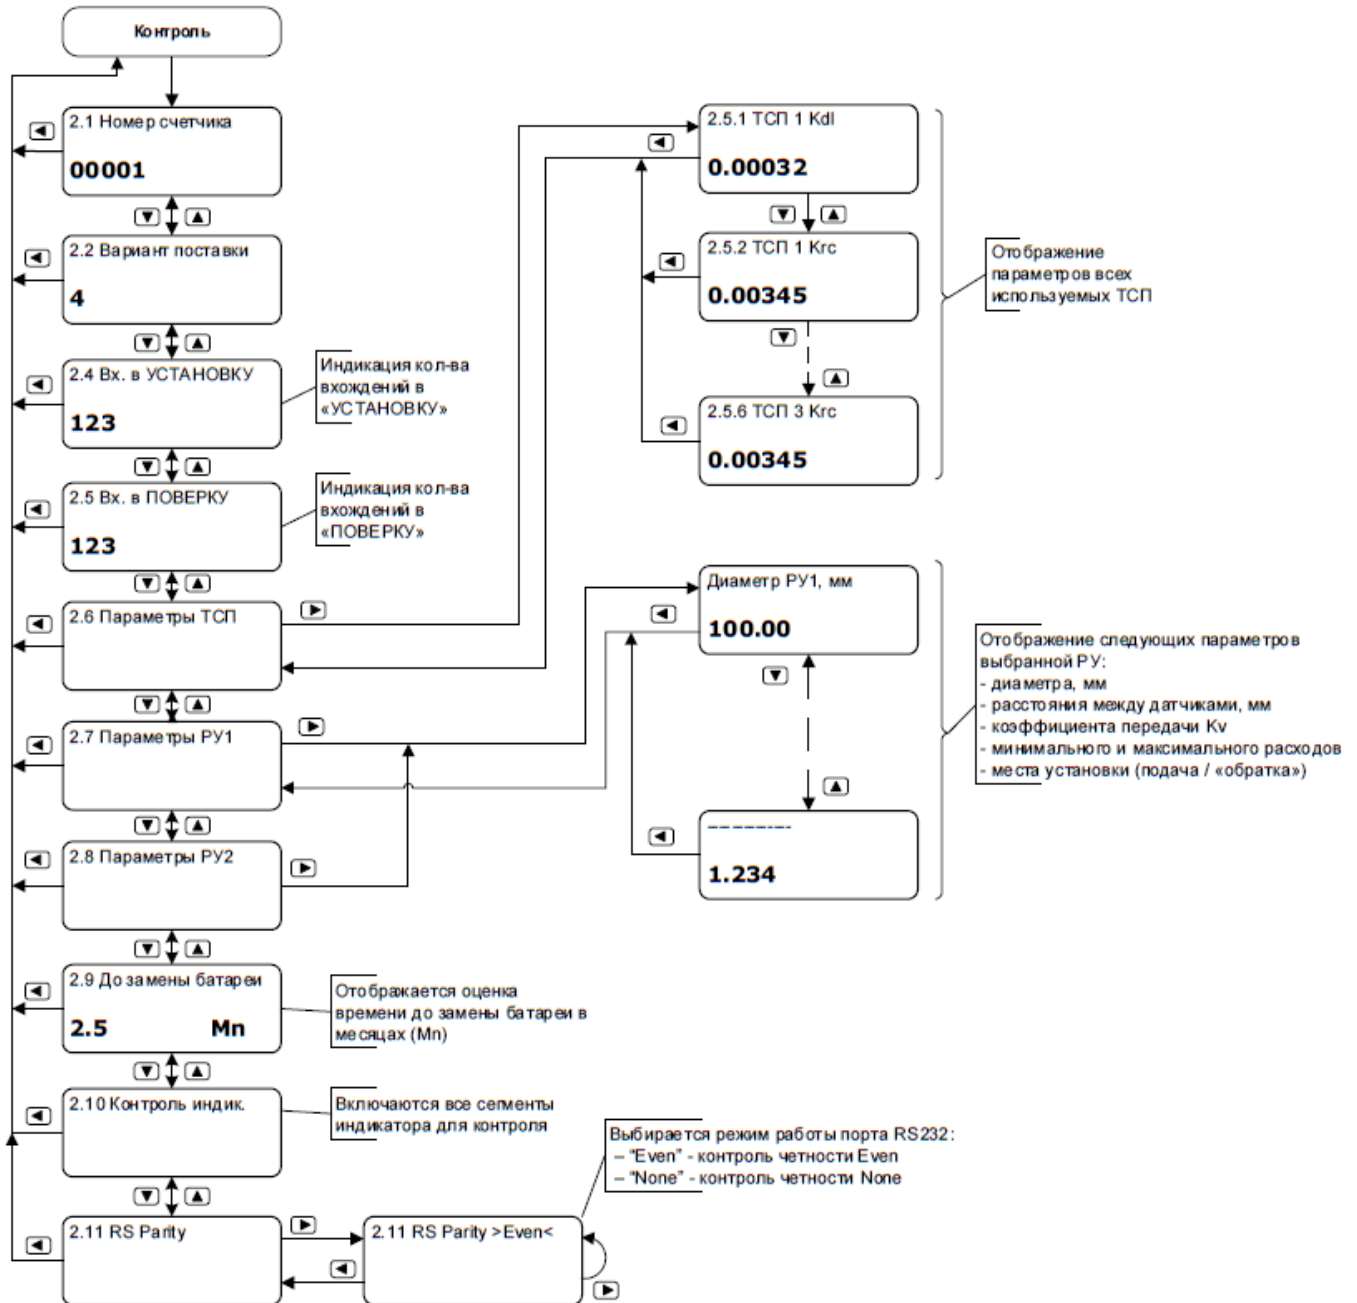 Контроль
2.1 Номер счетчика
00001
2.2 Вариант поставки
4
2.4 Вх. в УСТАНОВКУ
123
Индикация кол-ва
вхождений в
«УСТАНОВКУ»
2.5 Вх. в ПОВЕРКУ
123
Индикация кол-ва
вхождений в
«ПОВЕРКУ»
2.6 Параметры ТСП
2.7 Параметры РУ1
2.8 Параметры РУ2
2.9 До замены батареи
2.5 Mn
Отображается оценка
времени до замены батареи в
месяцах (Mn)
2.10 Контроль индик.
Включаются все сегменты
индикатора для контроля
2.11 RS Parity
2.11 RS Parity >Even<
Выбирается режим работы порта RS232:
– "Even" - контроль четности Even
– "None" - контроль четности None
2.5.1 ТСП 1 Kdl
0.00032
2.5.2 ТСП 1 Krc
0.00345
2.5.6 ТСП 3 Krc
0.00345
Отображение
параметров всех
используемых ТСП
Диаметр РУ1, мм
100.00
----------
1.234
Отображение следующих параметров
выбранной РУ:
- диаметра, мм
- расстояния между датчиками, мм
- коэффициента передачи Kv
- минимального и максимального расходов
- места установки (подача / «обратка»)